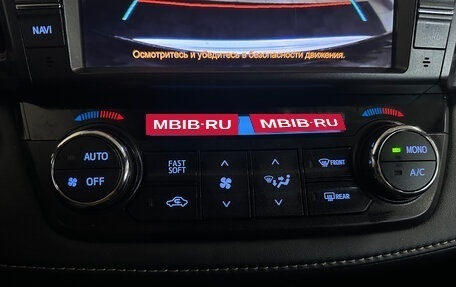 NAVI
Осмотритесь и убедитесь в безопасности движения.
MBIB-RU MBIB-RU
AUTO
OFF
FAST
SOFT
FRONT
REAR
MONO
A/C